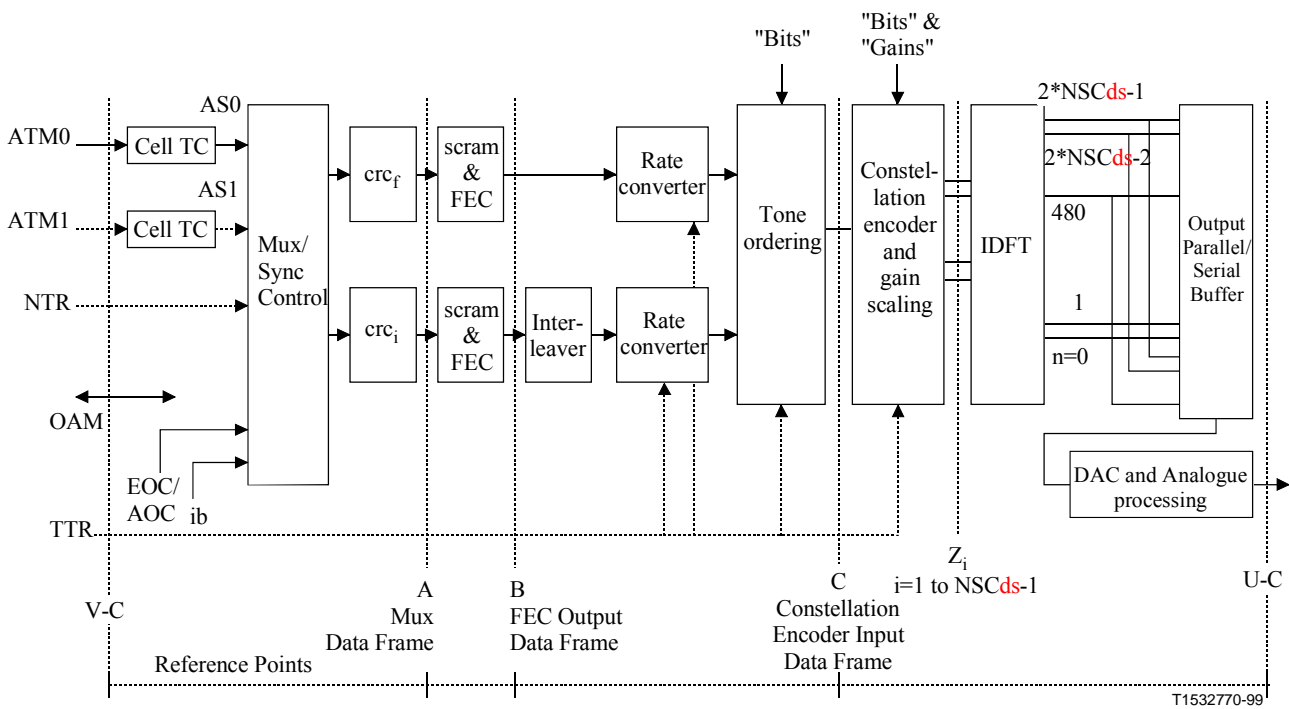 "Bits"
"Bits" &
"Gains"
2*NSCds-1
AS0
ATM0
Cell TC
crcf
scram
&
FEC
Rate
converter
2*NSCds-2
AS1
ATM1
Cell TC
Mux/
Sync
Control
Tone
ordering
Constel-
lation
encoder
and
gain
scaling
IDFT
480
Output
Parallel/
Serial
Buffer
NTR
crci
scram
&
FEC
Inter-
leaver
Rate
converter
1
n=0
OAM
EOC/
AOC
ib
DAC and Analogue
processing
TTR
V-C
A
Mux
Data Frame
B
FEC Output
Data Frame
C
Constellation
Encoder Input
Data Frame
Zi
i=1 to NSCds-1
U-C
Reference Points
T1532770-99